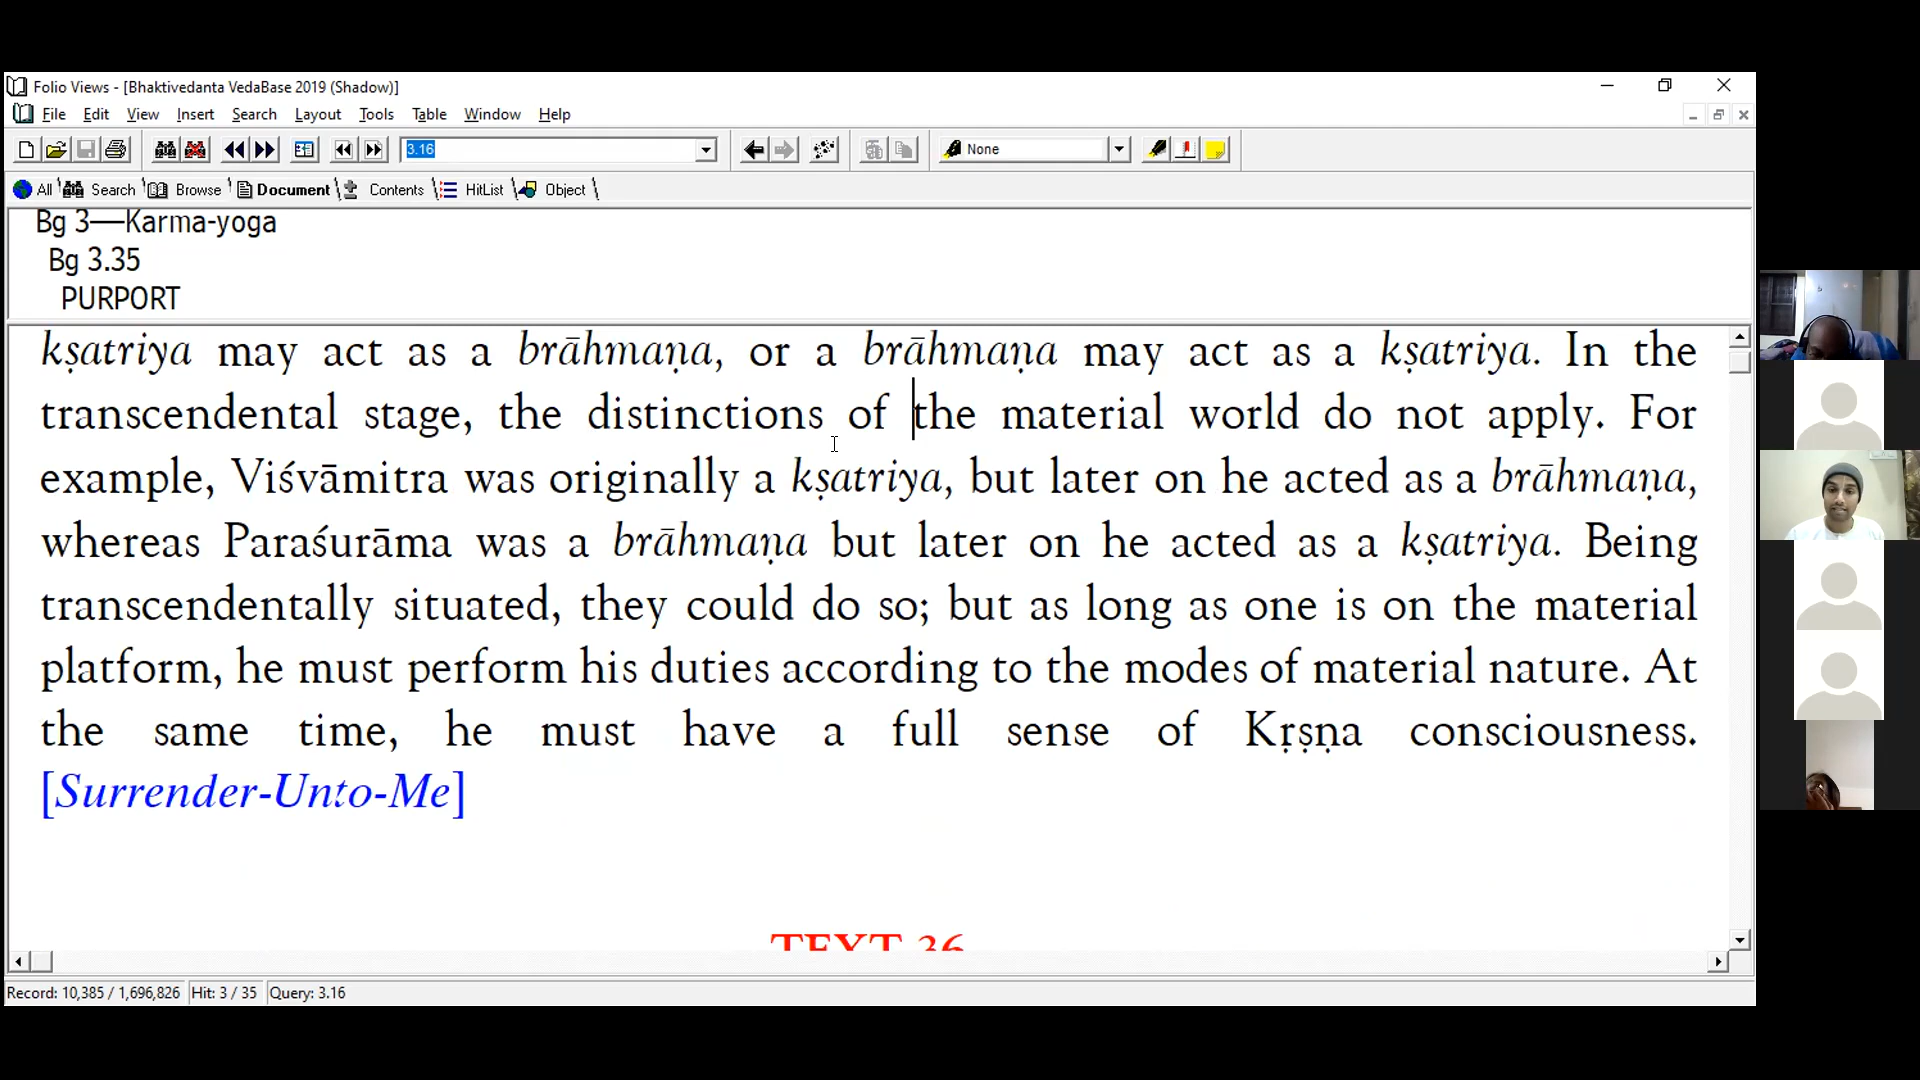 Folio Views - [Bhaktivedanta VedaBase 2019 (Shadow)]
File Edit View Insert Search Layout Tools Table Window Help
3.16 None
All Search Browse Document Contents HitList Object
Bg 3—Karma-yoga
Bg 3.35
PURPORT
kṣatriya may act as a brāhmaṇa, or a brāhmaṇa may act as a kṣatriya. In the
transcendental stage, the distinctions of the material world do not apply. For
example, Viśvāmitra was originally a kṣatriya, but later on he acted as a brāhmaṇa,
whereas Paraśurāma was a brāhmaṇa but later on he acted as a kṣatriya. Being
transcendentally situated, they could do so; but as long as one is on the material
platform, he must perform his duties according to the modes of material nature. At
the same time, he must have a full sense of Kṛṣṇa consciousness.
[Surrender-Unto-Me]
TEXT 36
Record: 10,385 / 1,696,826 Hit: 3 / 35 Query: 3.16